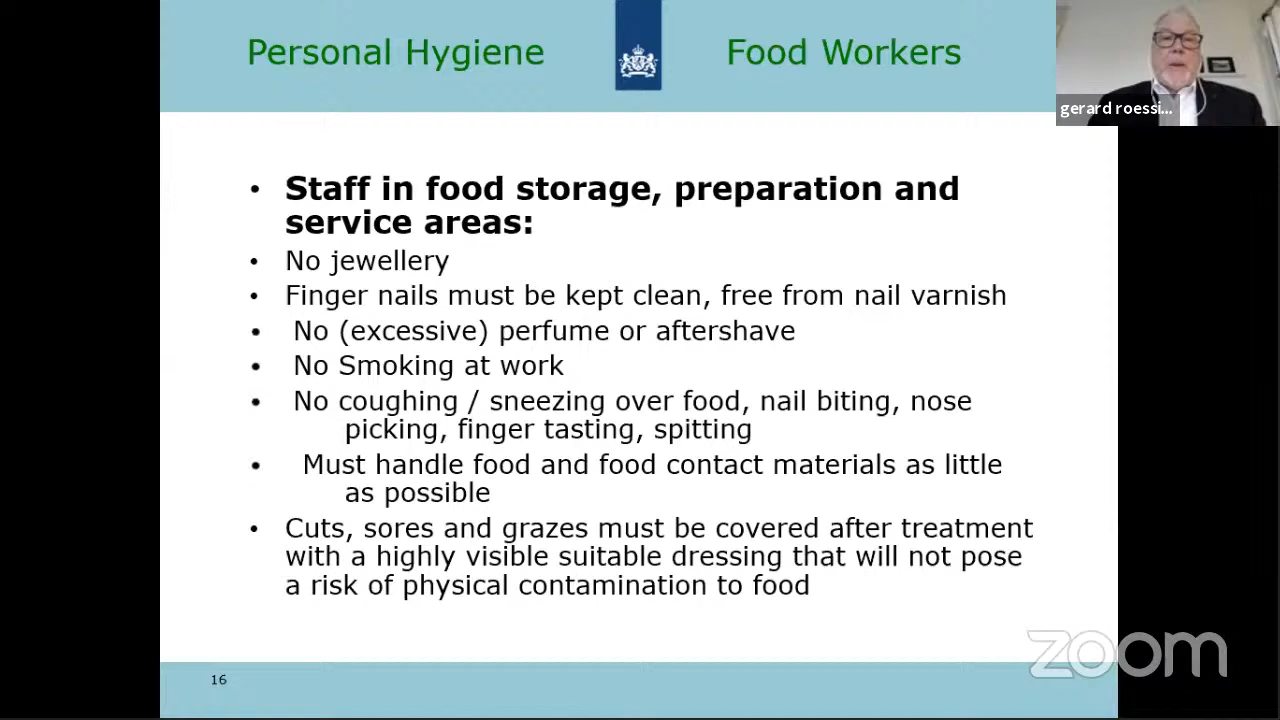 Personal Hygiene Food Workers
gerard roessi...
• Staff in food storage, preparation and
service areas:
• No jewellery
• Finger nails must be kept clean, free from nail varnish
• No (excessive) perfume or aftershave
• No Smoking at work
• No coughing / sneezing over food, nail biting, nose
picking, finger tasting, spitting
• Must handle food and food contact materials as little
as possible
• Cuts, sores and grazes must be covered after treatment
with a highly visible suitable dressing that will not pose
a risk of physical contamination to food
zoom
16